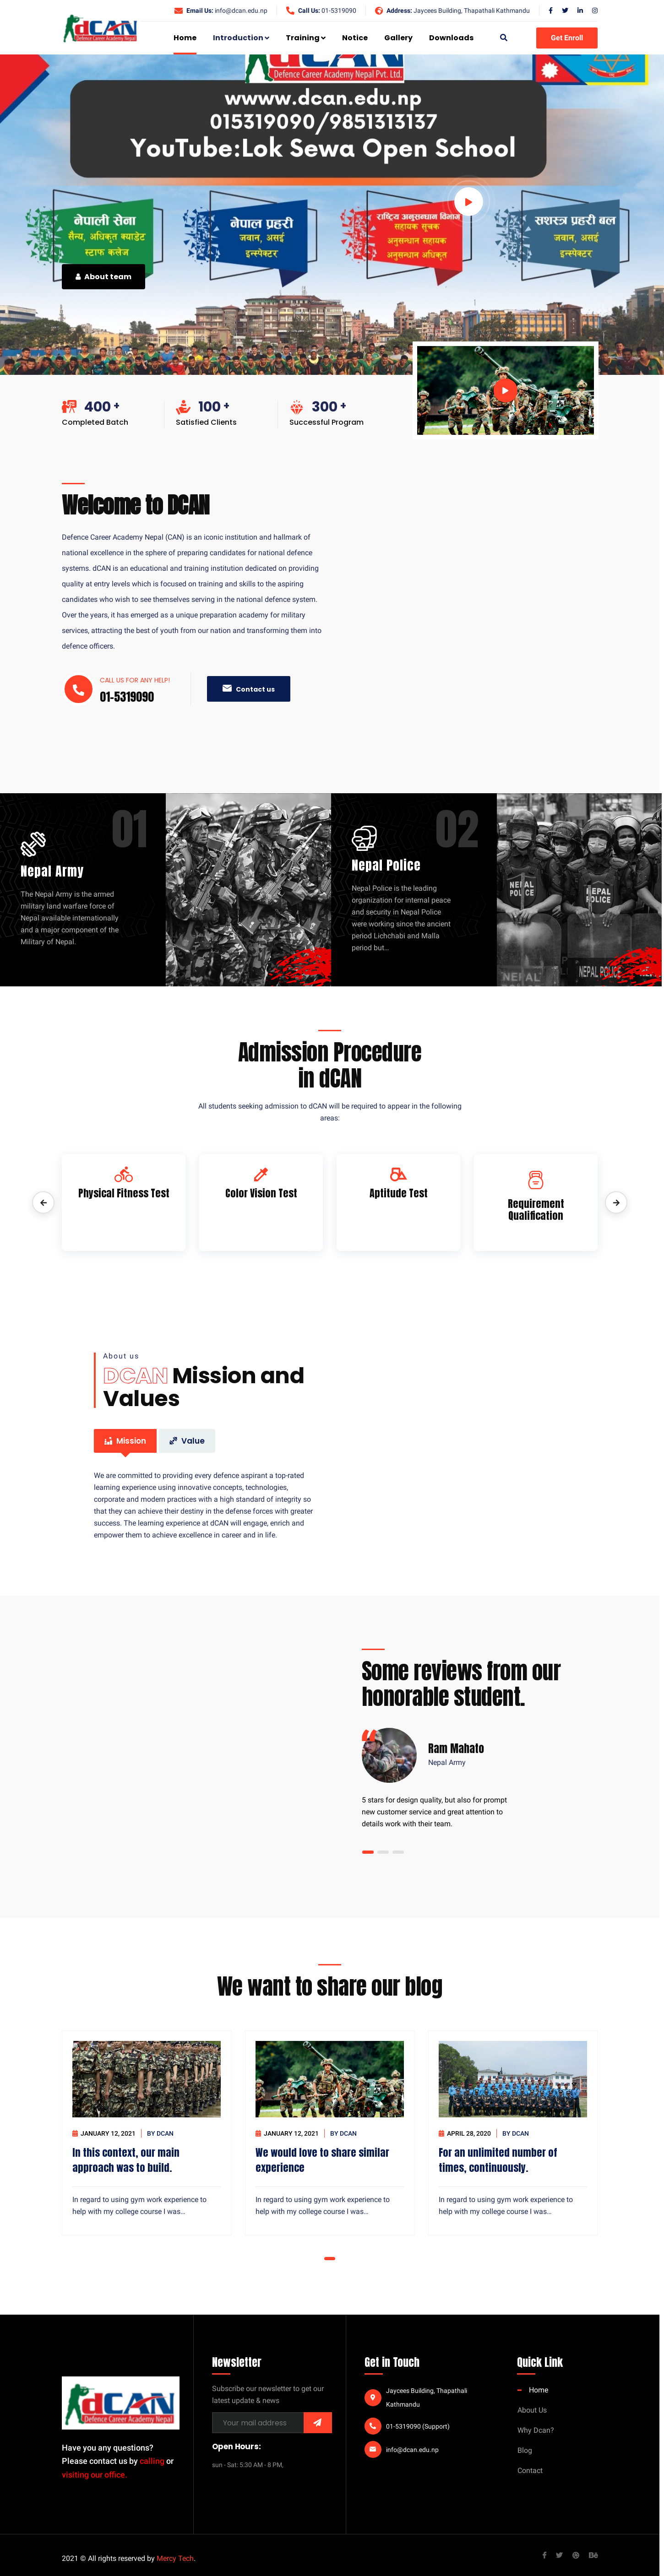 Email Us: info@dcan.edu.np
Call Us: 01-5319090
Address: Jaycees Building, Thapathali Kathmandu
dCAN
Defence Career Academy Nepal
Home
Introduction
Training
Notice
Gallery
Downloads
Get Enroll
Defence Career Academy Nepal Pvt. Ltd.
wwww.dcan.edu.np
015319090/9851313137
YouTube:Lok Sewa Open School
नेपाली सेना
सैन्य, अधिकृत क्याडेट
स्टाफ कलेज
नेपाल प्रहरी
जवान, असई
इन्स्पेक्टर
राष्ट्रिय अनुसन्धान विभाग
सहायक सूचक
अनुसन्धान सहायक
अनुसन्धान अधिकृत
सशस्त्र प्रहरी बल
जवान, असई
इन्स्पेक्टर
About team
400 +
Completed Batch
100 +
Satisfied Clients
300 +
Successful Program
Welcome to DCAN
Defence Career Academy Nepal (CAN) is an iconic institution and hallmark of
national excellence in the sphere of preparing candidates for national defence
systems. dCAN is an educational and training institution dedicated on providing
quality at entry levels which is focused on training and skills to the aspiring
candidates who wish to see themselves serving in the national defence system.
Over the years, it has emerged as a unique preparation academy for military
services, attracting the best of youth from our nation and transforming them into
defence officers.
CALL US FOR ANY HELP!
01-5319090
Contact us
01
Nepal Army
The Nepal Army is the armed
military land warfare force of
Nepal available internationally
and a major component of the
Military of Nepal.
02
Nepal Police
Nepal Police is the leading
organization for internal peace
and security in Nepal Police
were working since the ancient
period Lichchabi and Malla
period but...
NEPAL
POLICE
NEPAL
POLICE
NEPAL
NEPAL POLICE
Admission Procedure
in dCAN
All students seeking admission to dCAN will be required to appear in the following
areas:
Physical Fitness Test
Color Vision Test
Aptitude Test
Requirement
Qualification
About us
DCAN Mission and
Values
Mission
Value
We are committed to providing every defence aspirant a top-rated
learning experience using innovative concepts, technologies,
corporate and modern practices with a high standard of integrity so
that they can achieve their destiny in the defense forces with greater
success. The learning experience at dCAN will engage, enrich and
empower them to achieve excellence in career and in life.
Some reviews from our
honorable student.
Ram Mahato
Nepal Army
5 stars for design quality, but also for prompt
new customer service and great attention to
details work with their team.
We want to share our blog
JANUARY 12, 2021
BY DCAN
In this context, our main
approach was to build.
In regard to using gym work experience to
help with my college course I was...
JANUARY 12, 2021
BY DCAN
We would love to share similar
experience
In regard to using gym work experience to
help with my college course I was...
APRIL 28, 2020
BY DCAN
For an unlimited number of
times, continuously.
In regard to using gym work experience to
help with my college course I was...
dCAN
Defence Career Academy Nepal
Have you any questions?
Please contact us by calling or
visiting our office.
Newsletter
Subscribe our newsletter to get our
latest update & news
Your mail address
Open Hours:
sun - Sat: 5:30 AM - 8 PM,
Get in Touch
Jaycees Building, Thapathali
Kathmandu
01-5319090 (Support)
info@dcan.edu.np
Quick Link
Home
About Us
Why Dcan?
Blog
Contact
2021 © All rights reserved by Mercy Tech.